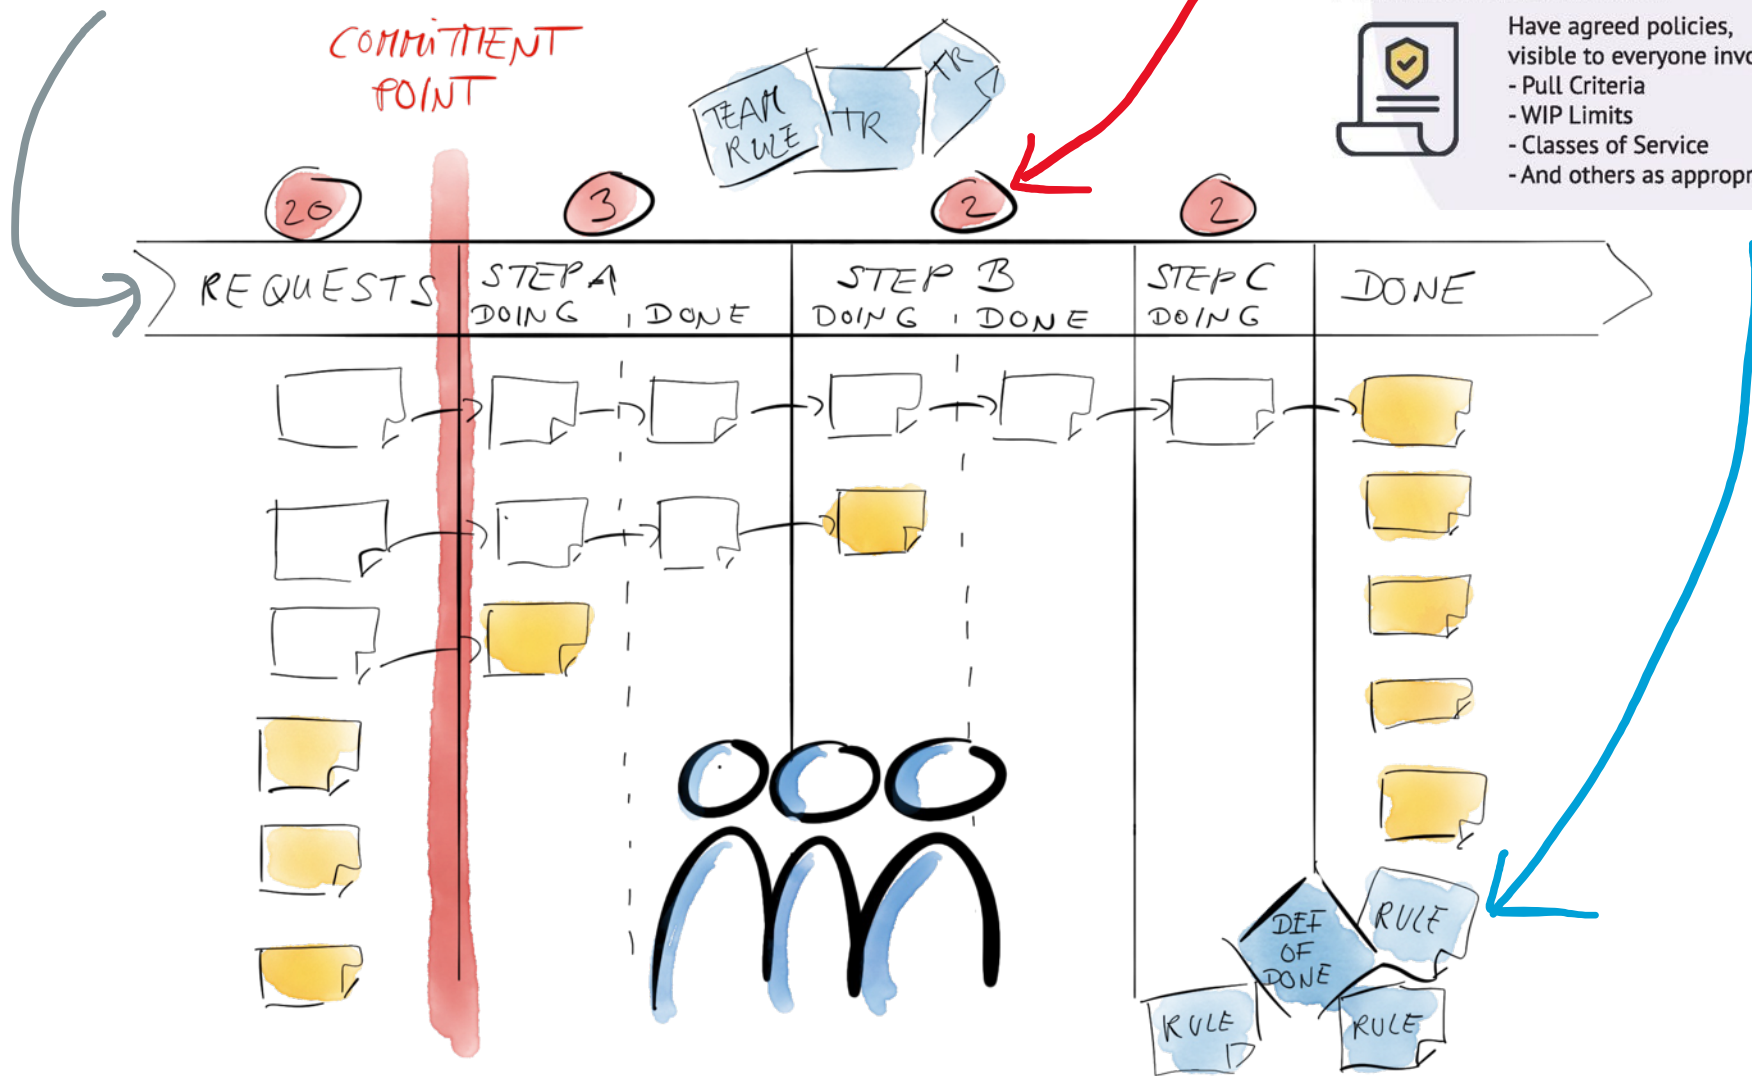 COMMITMENT
POINT
TEAM
RULE
TR
TR
Have agreed policies,
visible to everyone invo
- Pull Criteria
- WIP Limits
- Classes of Service
- And others as appropr
20
3
2
2
REQUESTS
STEP A
DOING
DONE
STEP B
DOING
DONE
STEP C
DOING
DONE
DEF
OF
DONE
RULE
RULE
RULE